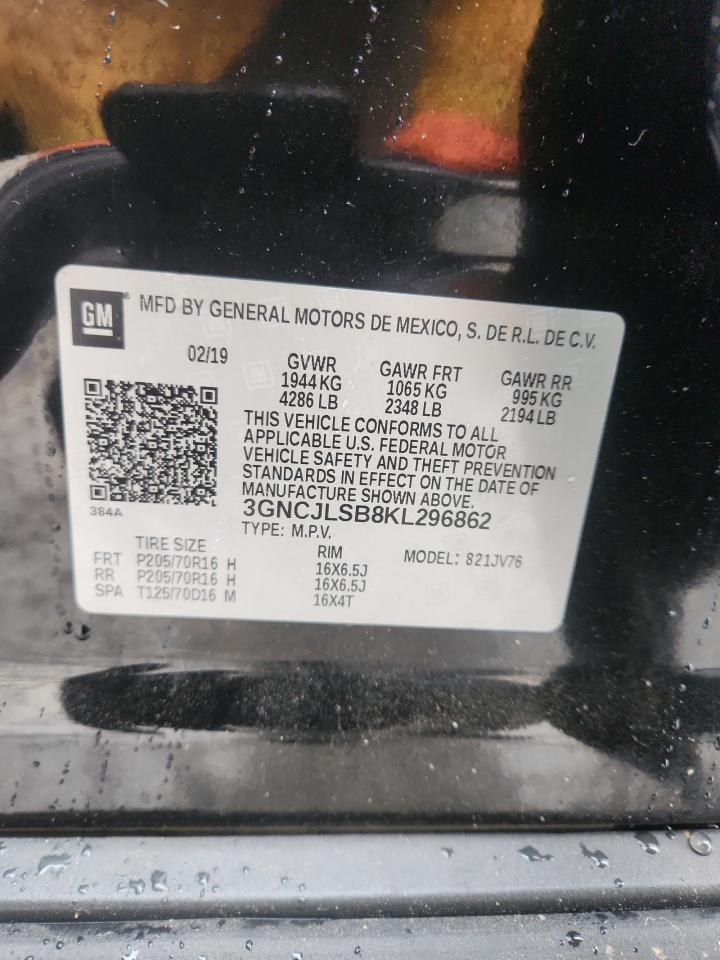 GM ® MFD BY GENERAL MOTORS DE MEXICO, S. DE R.L. DE C.V.
02/19 GVWR GAWR FRT GAWR RR
1944 KG 1065 KG 995 KG
4286 LB 2348 LB 2194 LB
THIS VEHICLE CONFORMS TO ALL
APPLICABLE U.S. FEDERAL MOTOR
VEHICLE SAFETY AND THEFT PREVENTION
STANDARDS IN EFFECT ON THE DATE OF
MANUFACTURE SHOWN ABOVE.
384A
3GNCJLSB8KL296862
TYPE: M.P.V.
TIRE SIZE RIM MODEL: 821JV76
FRT P205/70R16 H 16X6.5J
RR P205/70R16 H 16X6.5J
SPA T125/70D16 M 16X4T